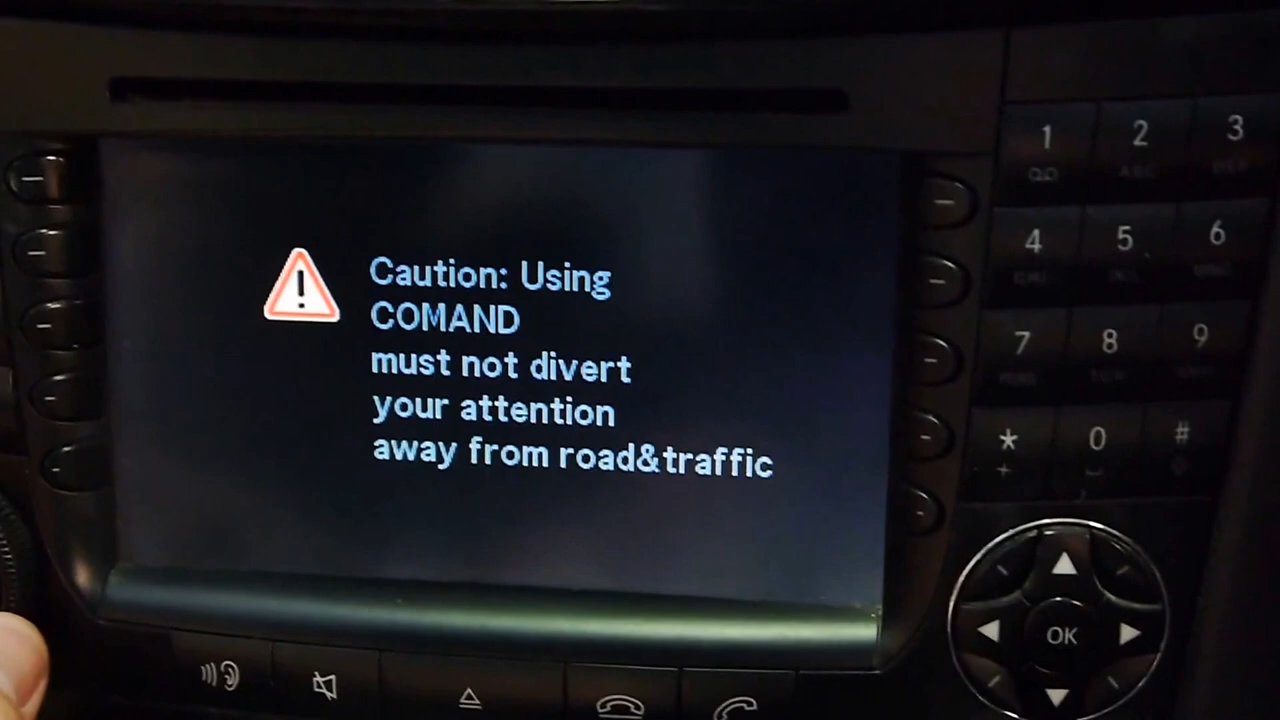 Caution: Using
COMAND
must not divert
your attention
away from road&traffic
1
2
3
ABC
4
5
6
7
8
9
*
0
#
+
OK